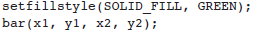 setfillstyle(SOLID_FILL, GREEN);
bar(x1, y1, x2, y2);